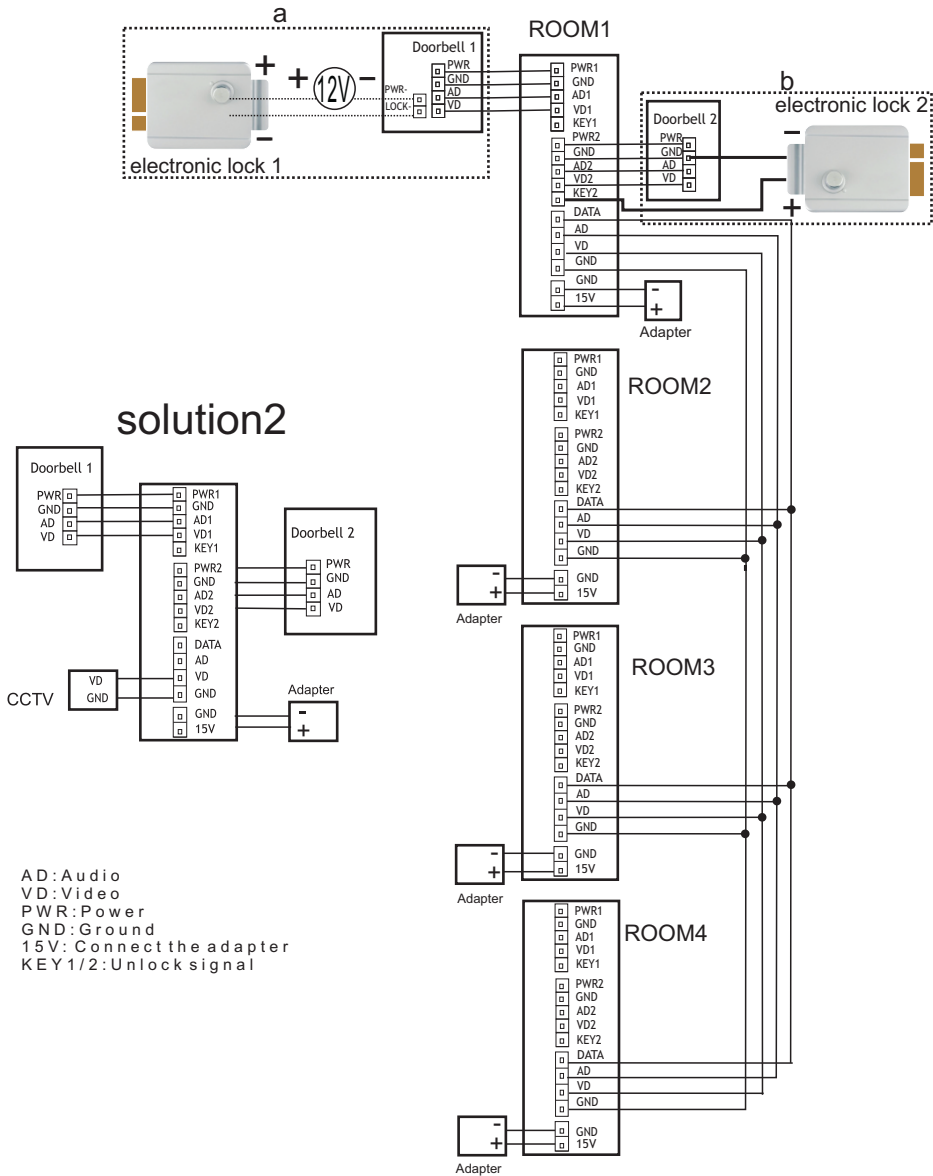 a
ROOM1
Doorbell 1
PWR
GND
AD
VD
PWR-
LOCK-
+
+
12V
-
-
electronic lock 1
PWR1
GND
AD1
VD1
KEY1
PWR2
GND
AD2
VD2
KEY2
DATA
AD
VD
GND
GND
15V
-
+
Adapter
b
electronic lock 2
Doorbell 2
PWR
GND
AD
VD
-
+
ROOM2
PWR1
GND
AD1
VD1
KEY1
PWR2
GND
AD2
VD2
KEY2
DATA
AD
VD
GND
GND
15V
-
+
Adapter
solution2
Doorbell 1
PWR
GND
AD
VD
PWR1
GND
AD1
VD1
KEY1
PWR2
GND
AD2
VD2
KEY2
DATA
AD
VD
GND
GND
15V
Doorbell 2
PWR
GND
AD
VD
CCTV
VD
GND
Adapter
-
+
ROOM3
PWR1
GND
AD1
VD1
KEY1
PWR2
GND
AD2
VD2
KEY2
DATA
AD
VD
GND
GND
15V
-
+
Adapter
AD:Audio
VD:Video
PWR:Power
GND:Ground
15V: Connect the adapter
KEY1/2:Unlock signal
ROOM4
PWR1
GND
AD1
VD1
KEY1
PWR2
GND
AD2
VD2
KEY2
DATA
AD
VD
GND
GND
15V
-
+
Adapter